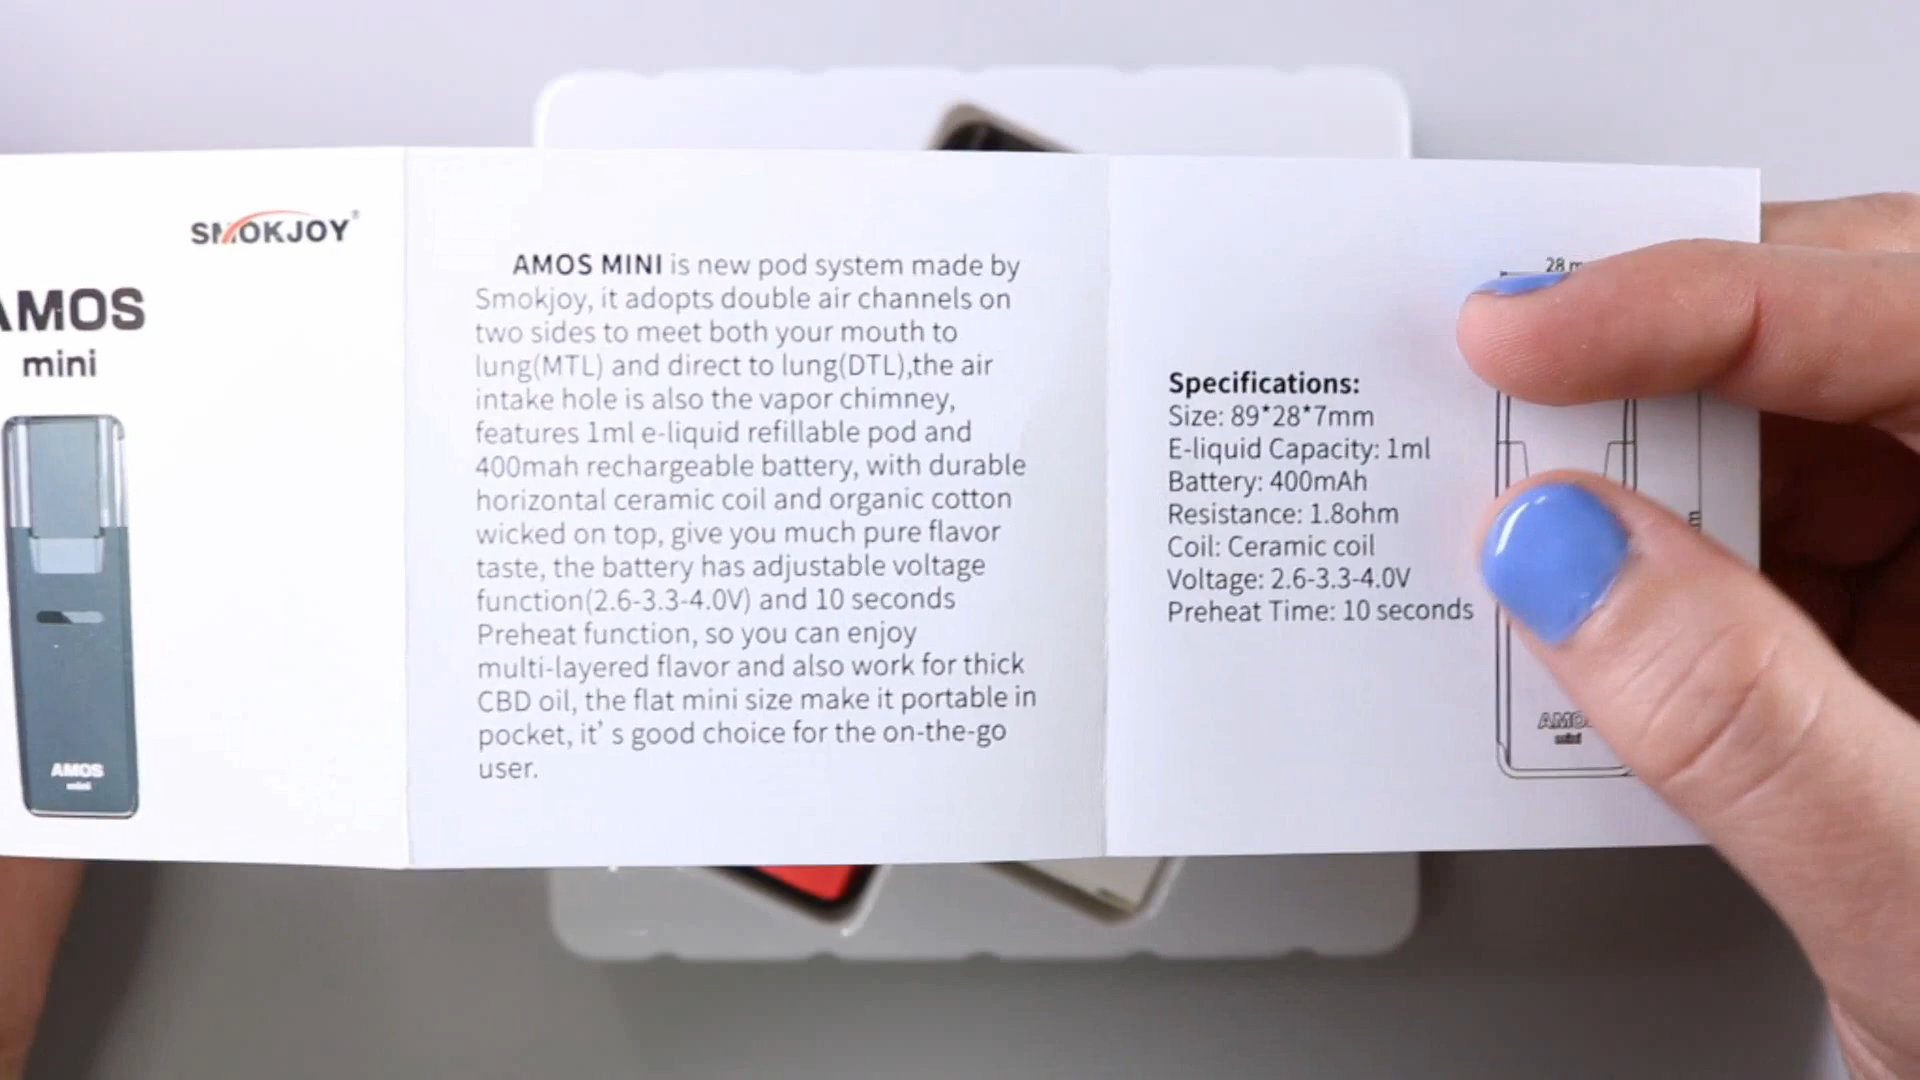 SMOKJOY®
AMOS
mini
AMOS
mini
AMOS MINI is new pod system made by
Smokjoy, it adopts double air channels on
two sides to meet both your mouth to
lung(MTL) and direct to lung(DTL),the air
intake hole is also the vapor chimney,
features 1ml e-liquid refillable pod and
400mah rechargeable battery, with durable
horizontal ceramic coil and organic cotton
wicked on top, give you much pure flavor
taste, the battery has adjustable voltage
function(2.6-3.3-4.0V) and 10 seconds
Preheat function, so you can enjoy
multi-layered flavor and also work for thick
CBD oil, the flat mini size make it portable in
pocket, it’ s good choice for the on-the-go
user.
28
Specifications:
Size: 89*28*7mm
E-liquid Capacity: 1ml
Battery: 400mAh
Resistance: 1.8ohm
Coil: Ceramic coil
Voltage: 2.6-3.3-4.0V
Preheat Time: 10 seconds
mini